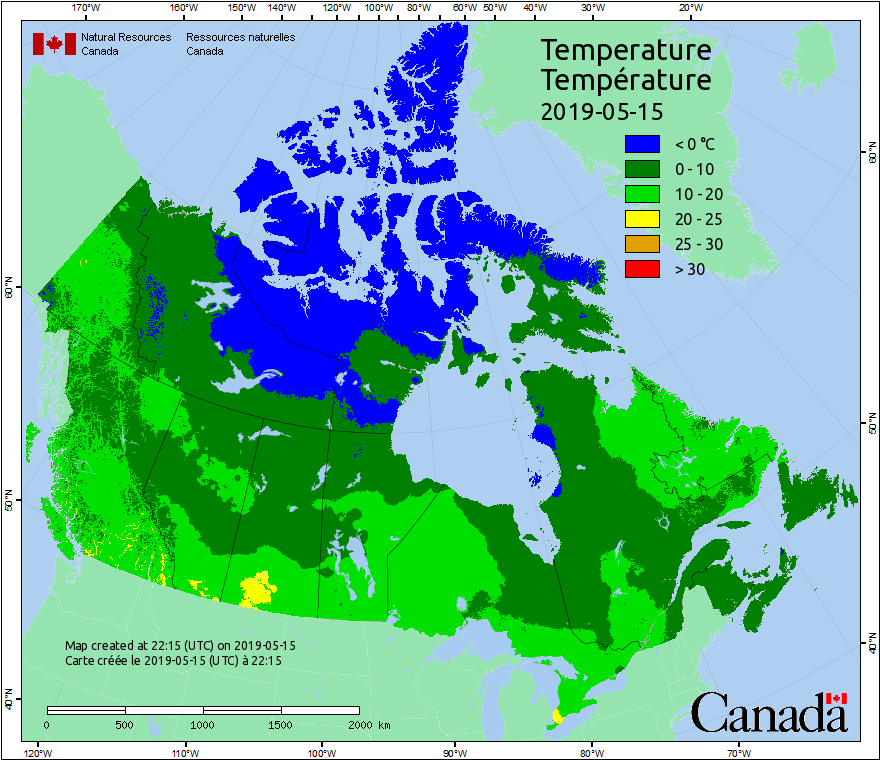 170°W 160°W 150°W 140°W 130°W 120°W 110°W 100°W 90°W 80°W 60°W 50°W 40°W 30°W 20°W
Natural Resources Ressources naturelles
Canada Canada
Temperature
Température
2019-05-15
< 0 °C
0 - 10
10 - 20
20 - 25
25 - 30
> 30
60°N
60°N
50°N
50°N
40°N
40°N
Map created at 22:15 (UTC) on 2019-05-15
Carte créée le 2019-05-15 (UTC) à 22:15
0 500 1000 1500 2000 km
Canada
120°W 110°W 100°W 90°W 80°W 70°W